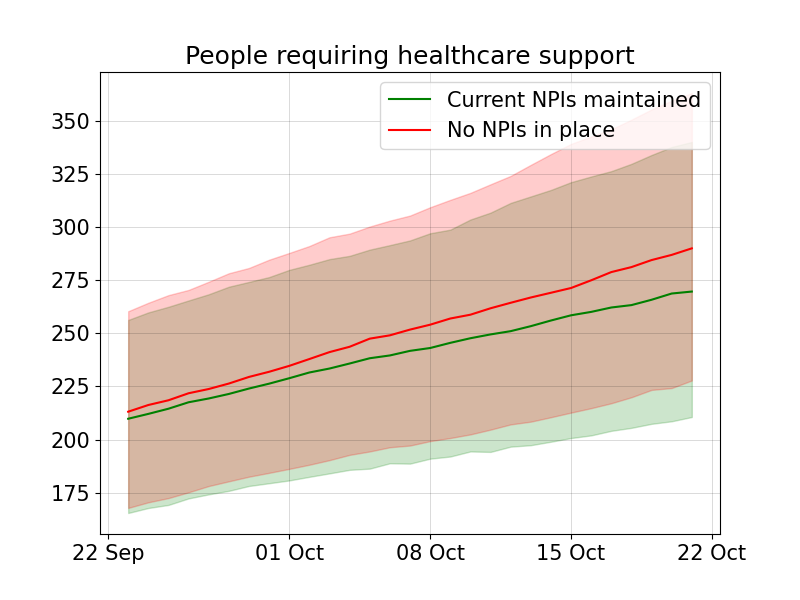 People requiring healthcare support
Current NPIs maintained
No NPIs in place
350
325
300
275
250
225
200
175
22 Sep 01 Oct 08 Oct 15 Oct 22 Oct